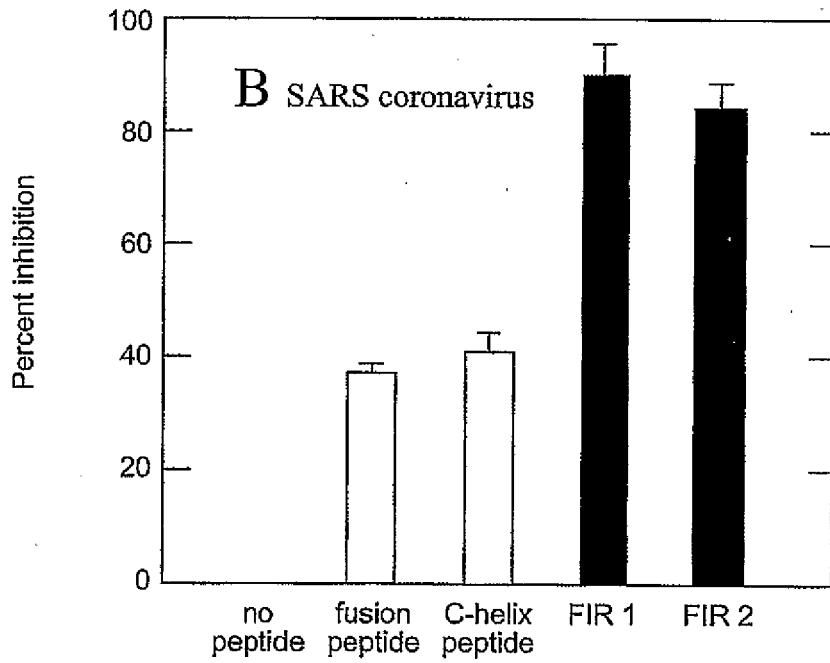 100
B SARS coronavirus
80
60
40
20
0
Percent inhibition
no peptide
fusion peptide
C-helix peptide
FIR 1
FIR 2